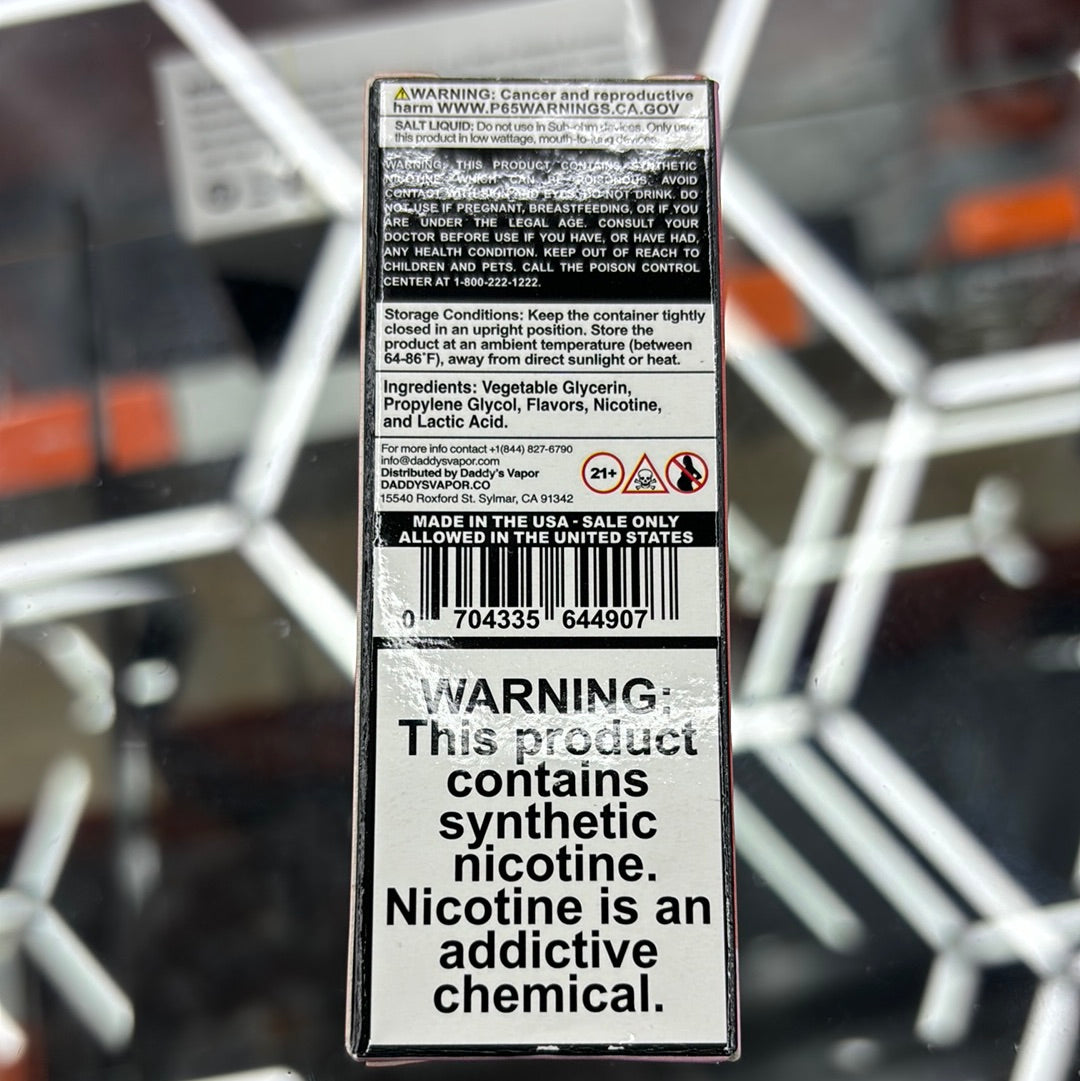 ⚠WARNING: Cancer and reproductive
harm WWW.P65WARNINGS.CA.GOV
SALT LIQUID: Do not use in Sub-ohm devices. Only use
this product in low wattage, mouth-to-lung devices.
WARNING: THIS PRODUCT CONTAINS SYNTHETIC
NICOTINE WHICH CAN BE POISONOUS. AVOID
CONTACT WITH SKIN AND EYES. DO NOT DRINK. DO
NOT USE IF PREGNANT, BREASTFEEDING, OR IF YOU
ARE UNDER THE LEGAL AGE. CONSULT YOUR
DOCTOR BEFORE USE IF YOU HAVE, OR HAVE HAD,
ANY HEALTH CONDITION. KEEP OUT OF REACH TO
CHILDREN AND PETS. CALL THE POISON CONTROL
CENTER AT 1-800-222-1222.
Storage Conditions: Keep the container tightly
closed in an upright position. Store the
product at an ambient temperature (between
64-86°F), away from direct sunlight or heat.
Ingredients: Vegetable Glycerin,
Propylene Glycol, Flavors, Nicotine,
and Lactic Acid.
For more info contact +1(844) 827-6790
info@daddysvapor.com
Distributed by Daddy's Vapor
DADDYSVAPOR.CO
15540 Roxford St. Sylmar, CA 91342
21+
MADE IN THE USA - SALE ONLY
ALLOWED IN THE UNITED STATES
0 704335 644907
WARNING:
This product
contains
synthetic
nicotine.
Nicotine is an
addictive
chemical.